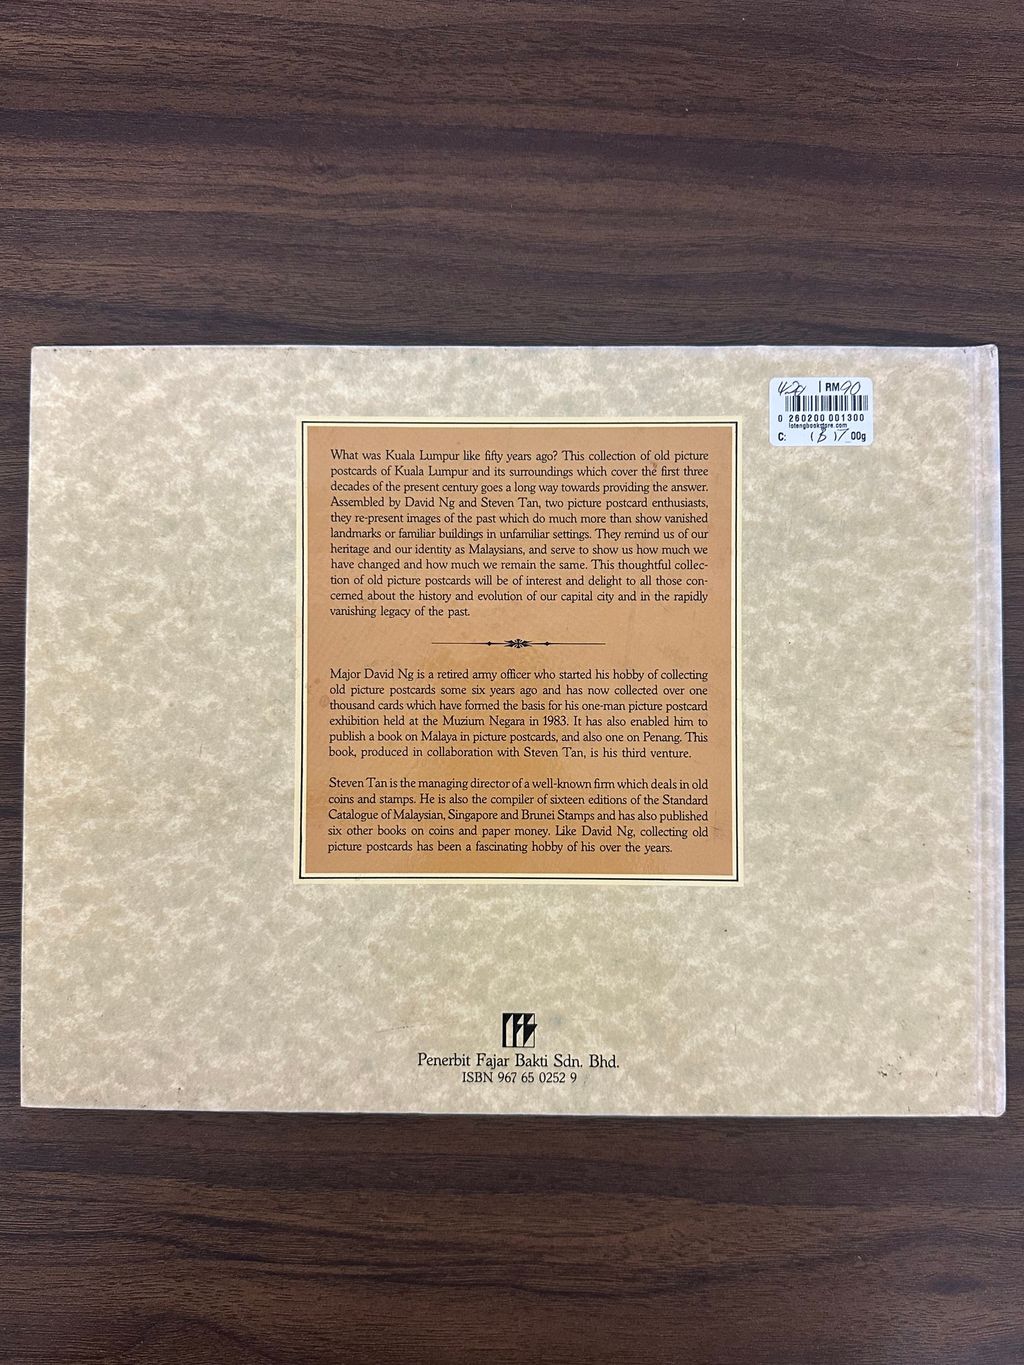 RM90
0 260200 001300
lotengbookstore.com
C: 00g
What was Kuala Lumpur like fifty years ago? This collection of old picture
postcards of Kuala Lumpur and its surroundings which cover the first three
decades of the present century goes a long way towards providing the answer.
Assembled by David Ng and Steven Tan, two picture postcard enthusiasts,
they re-present images of the past which do much more than show vanished
landmarks or familiar buildings in unfamiliar settings. They remind us of our
heritage and our identity as Malaysians, and serve to show us how much we
have changed and how much we remain the same. This thoughtful collec-
tion of old picture postcards will be of interest and delight to all those con-
cerned about the history and evolution of our capital city and in the rapidly
vanishing legacy of the past.
Major David Ng is a retired army officer who started his hobby of collecting
old picture postcards some six years ago and has now collected over one
thousand cards which have formed the basis for his one-man picture postcard
exhibition held at the Muzium Negara in 1983. It has also enabled him to
publish a book on Malaya in picture postcards, and also one on Penang. This
book, produced in collaboration with Steven Tan, is his third venture.
Steven Tan is the managing director of a well-known firm which deals in old
coins and stamps. He is also the compiler of sixteen editions of the Standard
Catalogue of Malaysian, Singapore and Brunei Stamps and has also published
six other books on coins and paper money. Like David Ng, collecting old
picture postcards has been a fascinating hobby of his over the years.
Penerbit Fajar Bakti Sdn. Bhd.
ISBN 967 65 0252 9